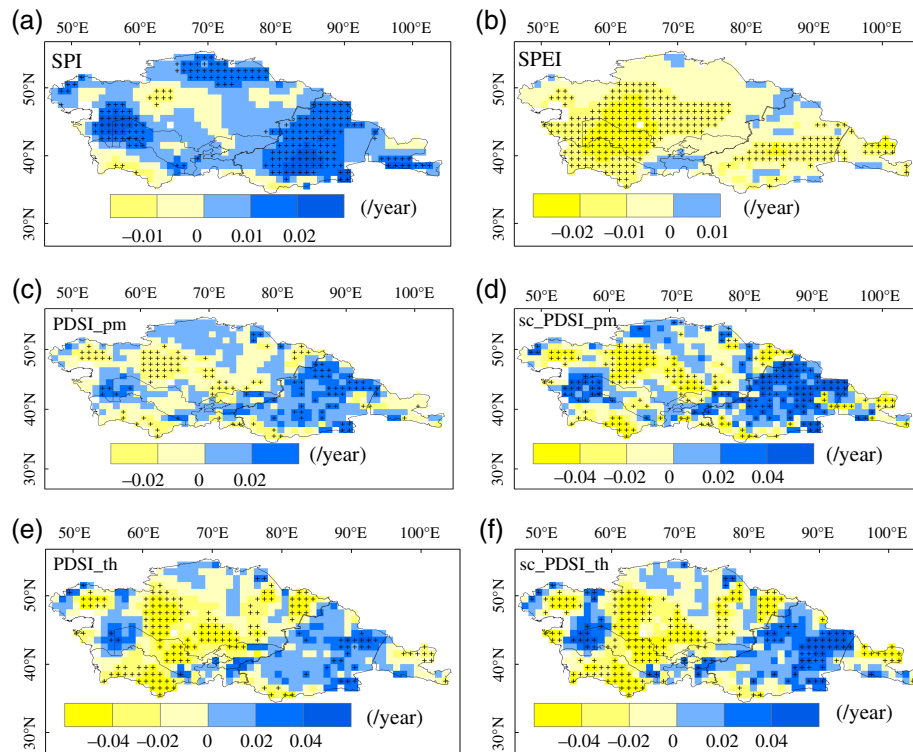 (a) 50°E 60°E 70°E 80°E 90°E 100°E
SPI
50°N
40°N
30°N
(/year)
−0.01 0 0.01 0.02
(b) 50°E 60°E 70°E 80°E 90°E 100°E
SPEI
50°N
40°N
30°N
(/year)
−0.02 −0.01 0 0.01
(c) 50°E 60°E 70°E 80°E 90°E 100°E
PDSI_pm
50°N
40°N
30°N
(/year)
−0.02 0 0.02
(d) 50°E 60°E 70°E 80°E 90°E 100°E
sc_PDSI_pm
50°N
40°N
30°N
(/year)
−0.04 −0.02 0 0.02 0.04
(e) 50°E 60°E 70°E 80°E 90°E 100°E
PDSI_th
50°N
40°N
30°N
(/year)
−0.04 −0.02 0 0.02 0.04
(f) 50°E 60°E 70°E 80°E 90°E 100°E
sc_PDSI_th
50°N
40°N
30°N
(/year)
−0.04 −0.02 0 0.02 0.04